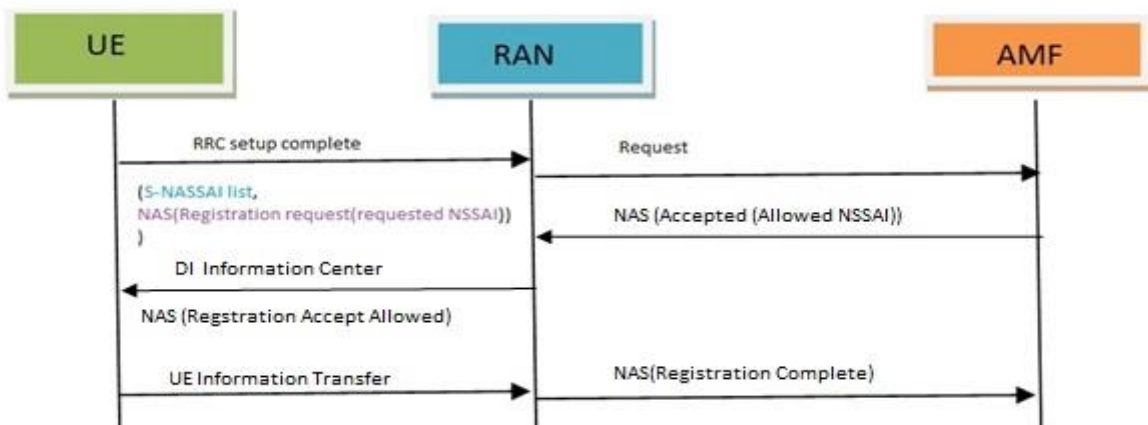 UE
RAN
AMF
RRC setup complete
Request
(S-NASSAI list,
NAS(Registration request(requested NSSAI))
)
NAS (Accepted (Allowed NSSAI))
DI Information Center
NAS (Regstration Accept Allowed)
UE Information Transfer
NAS(Registration Complete)